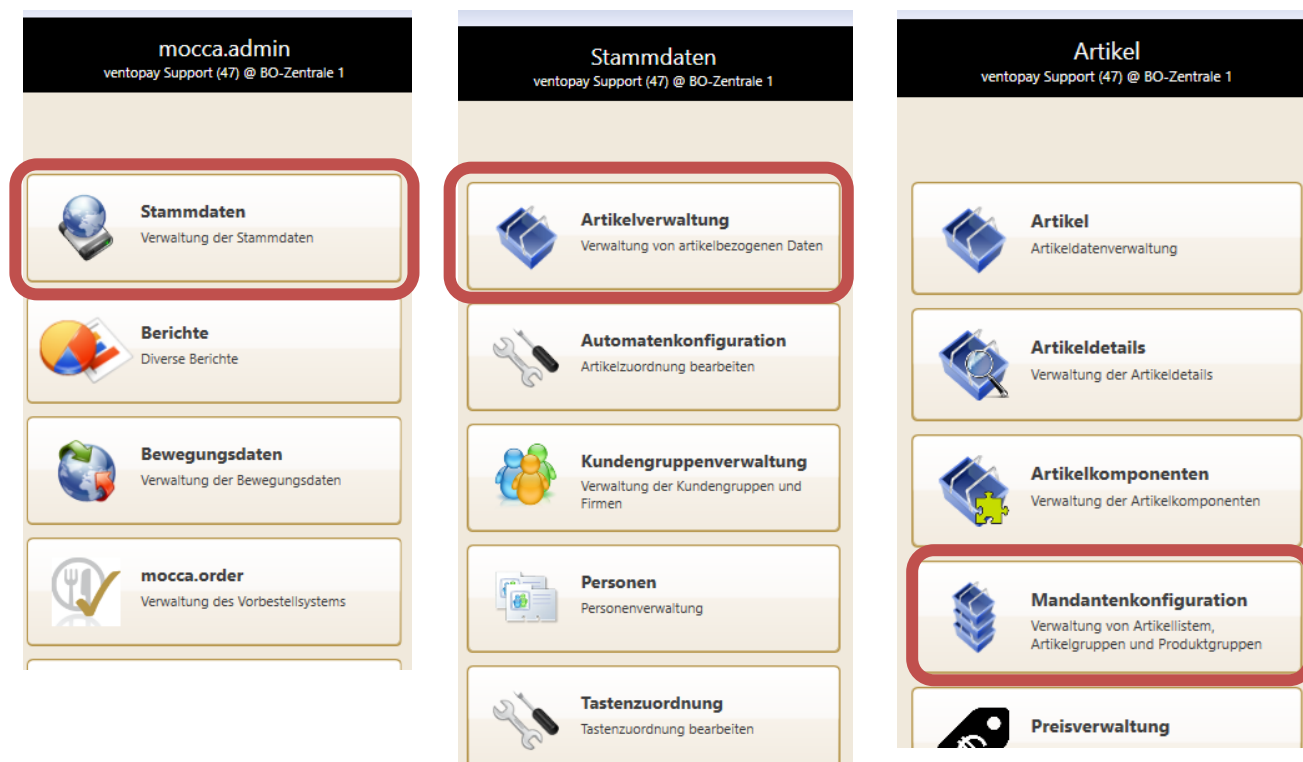 mocca.admin
ventopay Support (47) @ BO-Zentrale 1
Stammdaten
Verwaltung der Stammdaten
Berichte
Diverse Berichte
Bewegungsdaten
Verwaltung der Bewegungsdaten
mocca.order
Verwaltung des Vorbestellsystems
Stammdaten
ventopay Support (47) @ BO-Zentrale 1
Artikelverwaltung
Verwaltung von artikelbezogenen Daten
Automatenkonfiguration
Artikelzuordnung bearbeiten
Kundengruppenverwaltung
Verwaltung der Kundengruppen und
Firmen
Personen
Personenverwaltung
Tastenzuordnung
Tastenzuordnung bearbeiten
Artikel
ventopay Support (47) @ BO-Zentrale 1
Artikel
Artikeldatenverwaltung
Artikeldetails
Verwaltung der Artikeldetails
Artikelkomponenten
Verwaltung der Artikelkomponenten
Mandantenkonfiguration
Verwaltung von Artikellistem,
Artikelgruppen und Produktgruppen
Preisverwaltung